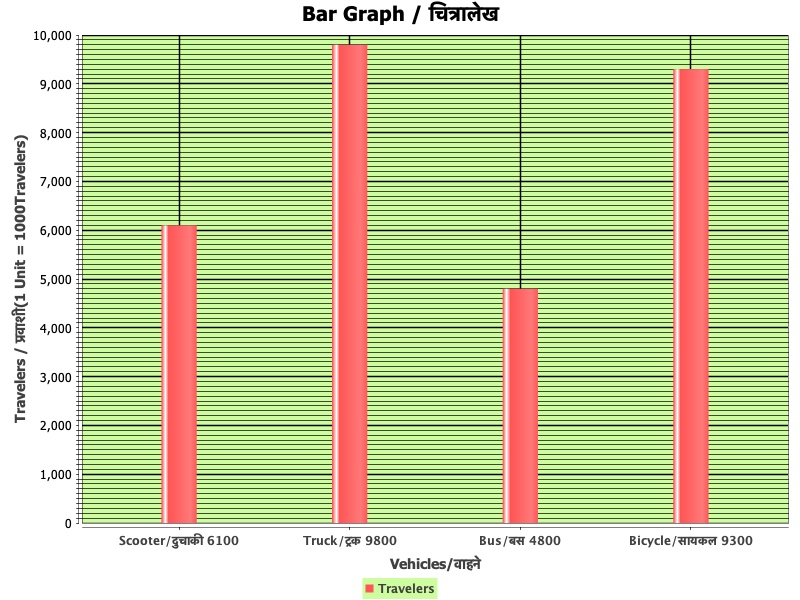 Bar Graph / चित्रालेख
Travelers / प्रवाशी(1 Unit = 1000Travelers)
10,000
9,000
8,000
7,000
6,000
5,000
4,000
3,000
2,000
1,000
0
Scooter/दुचाकी 6100 Truck/ट्रक 9800 Bus/बस 4800 Bicycle/सायकल 9300
Vehicles/वाहने
Travelers